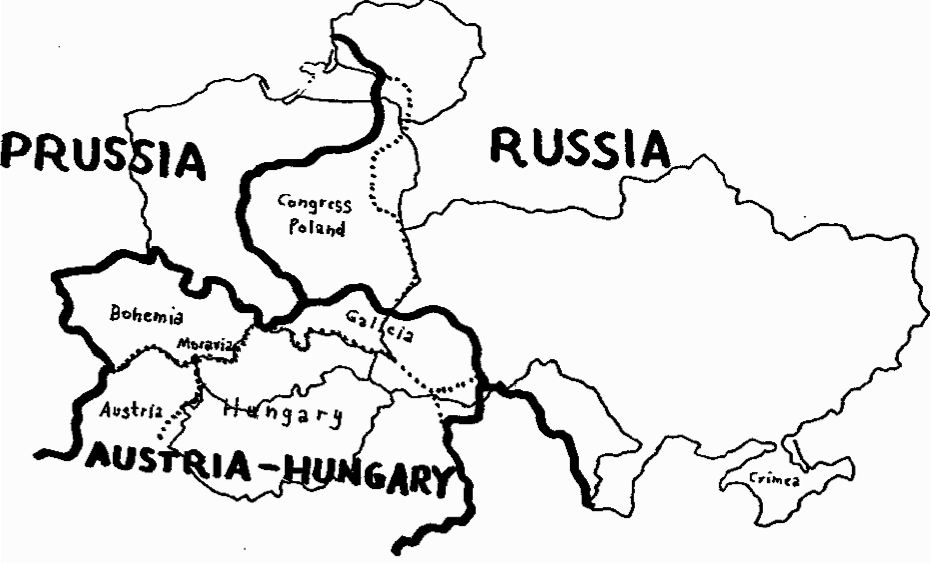 PRUSSIA
RUSSIA
Congress
Poland
Bohemia
Galicia
Moravia
Austria
Hungary
AUSTRIA-HUNGARY
Crimea